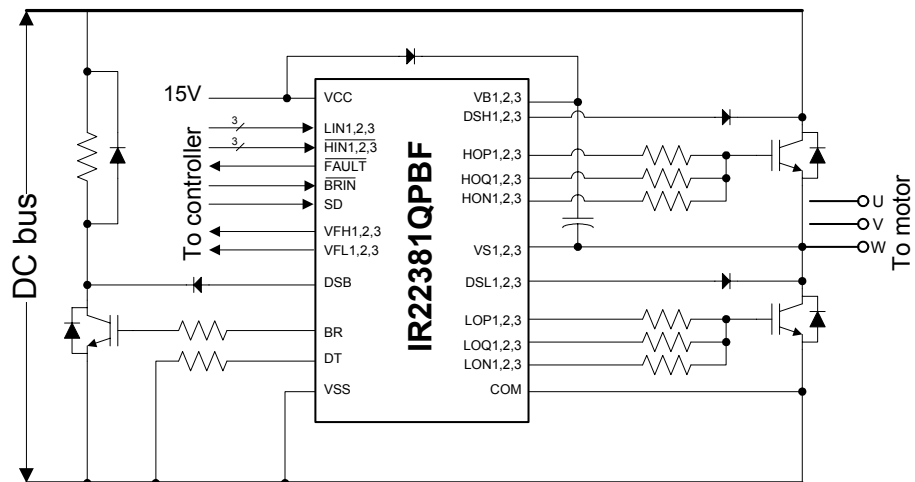 DC bus
15V
To controller
3
3
VCC
LIN1,2,3
HIN1,2,3
FAULT
BRIN
SD
VFH1,2,3
VFL1,2,3
DSB
BR
DT
VSS
IR22381QPBF
VB1,2,3
DSH1,2,3
HOP1,2,3
HOQ1,2,3
HON1,2,3
VS1,2,3
DSL1,2,3
LOP1,2,3
LOQ1,2,3
LON1,2,3
COM
U
V
W
To motor